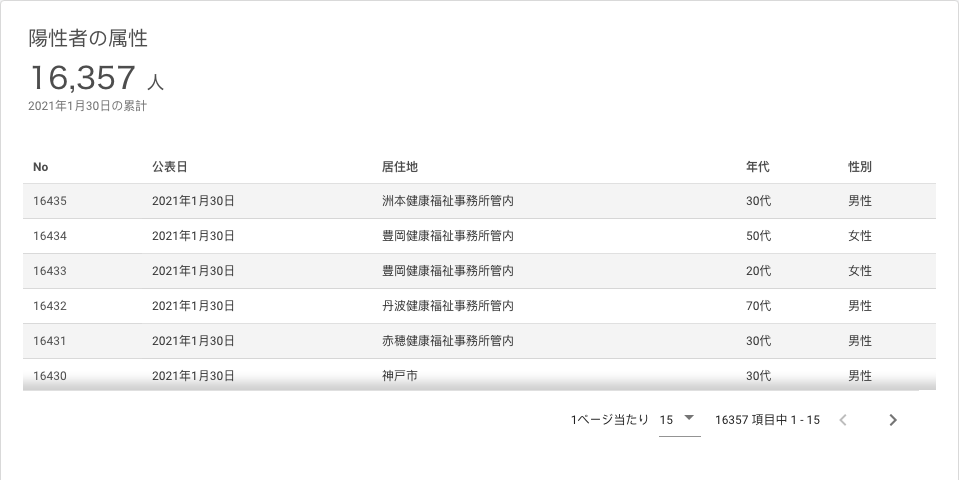 陽性者の属性
16,357 人
2021年1月30日の累計
No 公表日 居住地 年代 性別
16435 2021年1月30日 洲本健康福祉事務所管内 30代 男性
16434 2021年1月30日 豊岡健康福祉事務所管内 50代 女性
16433 2021年1月30日 豊岡健康福祉事務所管内 20代 女性
16432 2021年1月30日 丹波健康福祉事務所管内 70代 男性
16431 2021年1月30日 赤穂健康福祉事務所管内 30代 男性
16430 2021年1月30日 神戸市 30代 男性
1ページ当たり 15 16357 項目中 1 - 15